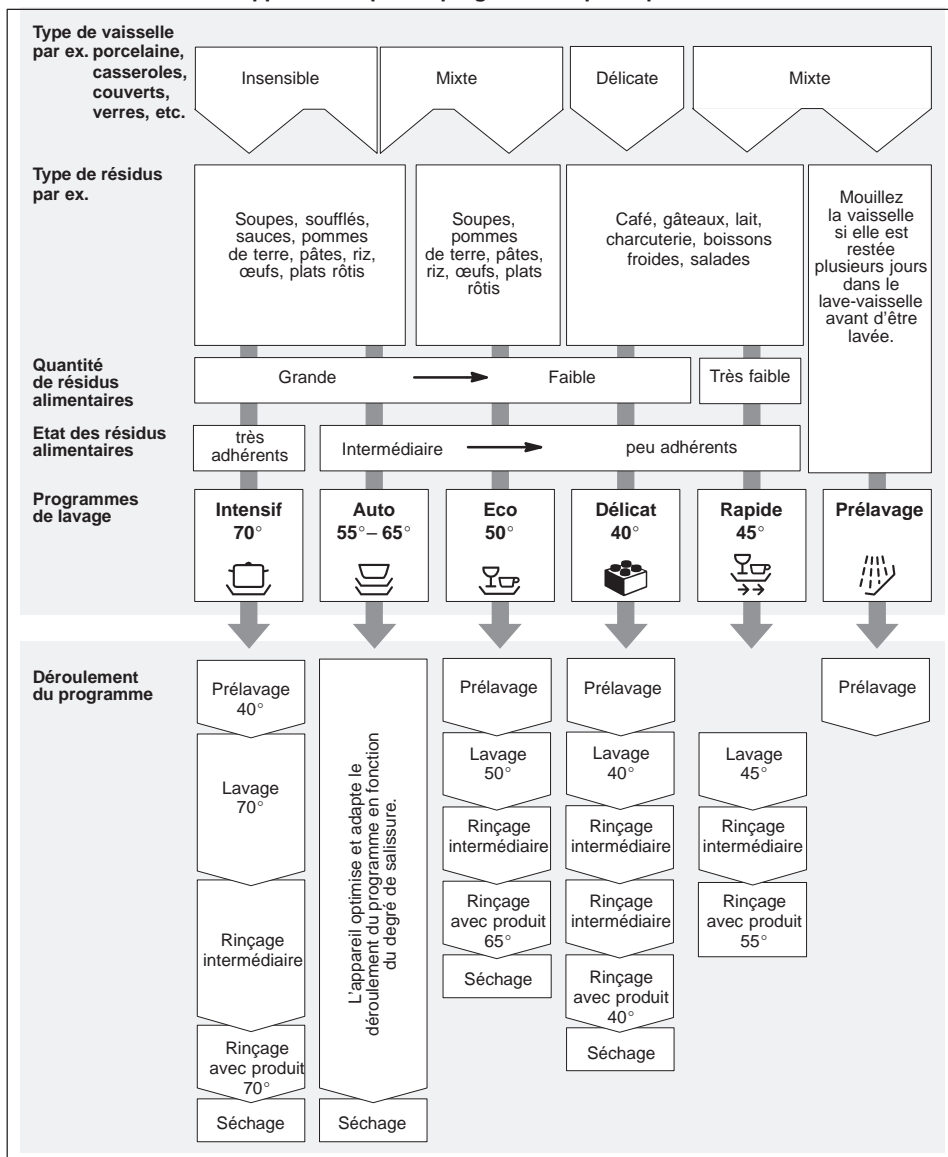 Type de vaisselle
par ex. porcelaine,
casseroles,
couverts,
verres, etc.
Insensible
Mixte
Délicate
Mixte
Type de résidus
par ex.
Soupes, soufflés,
sauces, pommes
de terre, pâtes, riz,
œufs, plats rôtis
Soupes,
pommes
de terre, pâtes,
riz, œufs, plats
rôtis
Café, gâteaux, lait,
charcuterie, boissons
froides, salades
Mouillez
la vaisselle
si elle est
restée
plusieurs jours
dans le
lave-vaisselle
avant d'être
lavée.
Quantité
de résidus
alimentaires
Grande
Faible
Très faible
Etat des résidus
alimentaires
très
adhérents
Intermédiaire
peu adhérents
Programmes
de lavage
Intensif
70°
Auto
55°– 65°
Eco
50°
Délicat
40°
Rapide
45°
Prélavage
Déroulement
du programme
Prélavage
40°
Lavage
70°
Rinçage
intermédiaire
Rinçage
avec produit
70°
Séchage
L'appareil optimise et adapte le
déroulement du programme en fonction
du degré de salissure.
Séchage
Prélavage
Lavage
50°
Rinçage
intermédiaire
Rinçage
avec produit
65°
Séchage
Prélavage
Lavage
40°
Rinçage
intermédiaire
Rinçage
intermédiaire
Rinçage
avec produit
40°
Séchage
Lavage
45°
Rinçage
intermédiaire
Rinçage
avec produit
55°
Prélavage